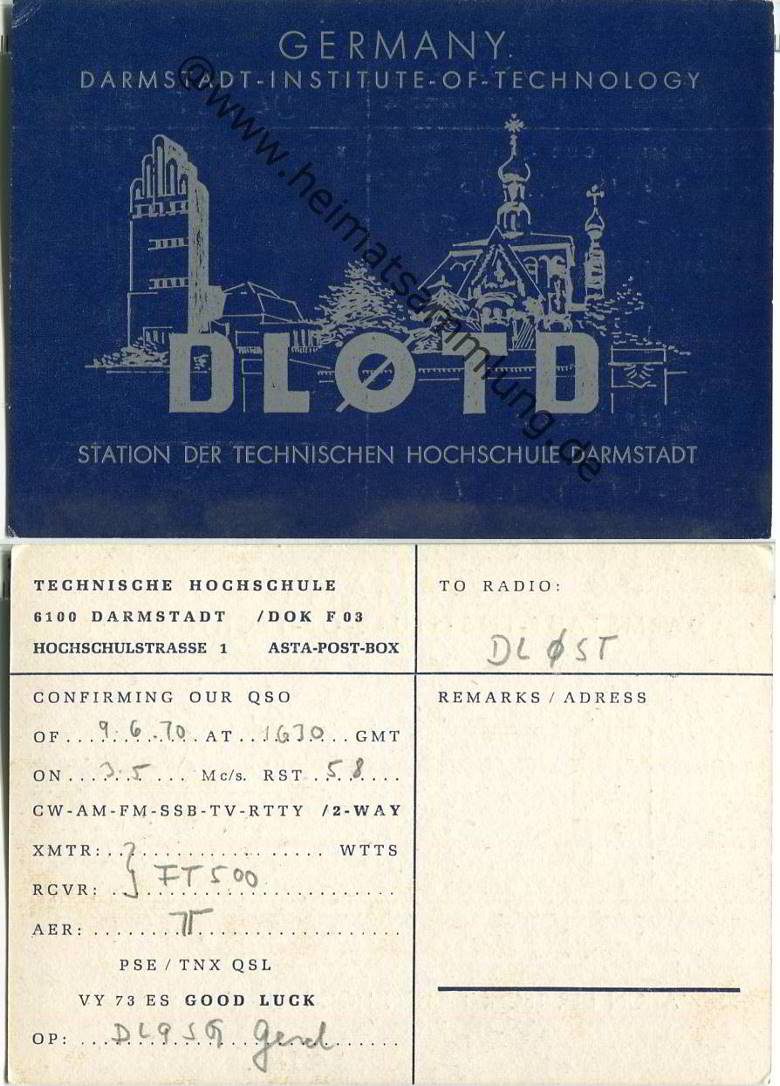 GERMANY
DARMSTADT-INSTITUTE-OF-TECHNOLOGY
@www.heimatsammlung.de
DLØTD
STATION DER TECHNISCHEN HOCHSCHULE DARMSTADT
TECHNISCHE HOCHSCHULE
6100 DARMSTADT /DOK F03
HOCHSCHULSTRASSE 1 ASTA-POST-BOX
TO RADIO:
DLØST
CONFIRMING OUR QSO
REMARKS / ADRESS
OF 9.6.70 AT 1630 GMT
ON 3.5 Mc/s. RST 58
CW-AM-FM-SSB-TV-RTTY /2-WAY
XMTR: WTTS
RCVR: FT500
AER:
PSE / TNX QSL
VY 73 ES GOOD LUCK
OP: